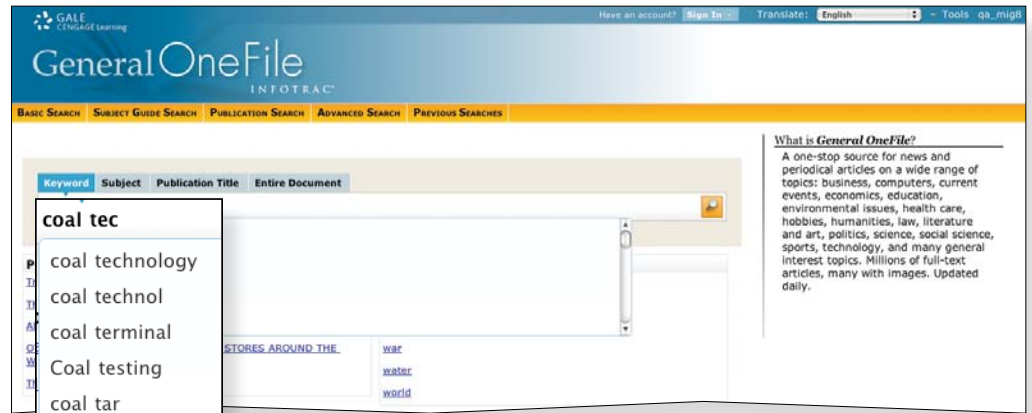 GALE
CENGAGE Learning
Have an account? Sign In
Translate: English - Tools qa_mig8
General OneFile
INFOTRAC
BASIC SEARCH SUBJECT GUIDE SEARCH PUBLICATION SEARCH ADVANCED SEARCH PREVIOUS SEARCHES
Keyword Subject Publication Title Entire Document
coal tec
coal technology
coal technol
coal terminal
Coal testing
coal tar
STORES AROUND THE
war
water
world
What is General OneFile?
A one-stop source for news and
periodical articles on a wide range of
topics: business, computers, current
events, economics, education,
environmental issues, health care,
hobbies, humanities, law, literature
and art, politics, science, social science,
sports, technology, and many general
interest topics. Millions of full-text
articles, many with images. Updated
daily.